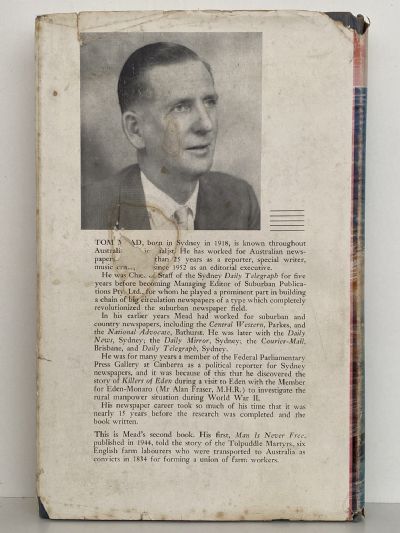 TOM M AD, born in Sydney in 1918, is known throughout
Australi alist. He has worked for Australian news-
papers than 25 years as a reporter, special writer,
music since 1952 as an editorial executive.
He was Chie Staff of the Sydney Daily Telegraph for five
years before becoming Managing Editor of Suburban Publica-
tions Pty. Ltd., for whom he played a prominent part in building
a chain of big circulation newspapers of a type which completely
revolutionized the suburban newspaper field.
In his earlier years Mead had worked for suburban and
country newspapers, including the Central Western, Parkes, and
the National Advocate, Bathurst. He was later with the Daily
News, Sydney; the Daily Mirror, Sydney; the Courier-Mail,
Brisbane, and Daily Telegraph, Sydney.
He was for many years a member of the Federal Parliamentary
Press Gallery at Canberra as a political reporter for Sydney
newspapers, and it was because of this that he discovered the
story of Killers of Eden during a visit to Eden with the Member
for Eden-Monaro (Mr Alan Fraser, M.H.R.) to investigate the
rural manpower situation during World War II.
His newspaper career took so much of his time that it was
nearly 15 years before the research was completed and the
book written.
This is Mead's second book. His first, Man Is Never Free,
published in 1944, told the story of the Tolpuddle Martyrs, six
English farm labourers who were transported to Australia as
convicts in 1834 for forming a union of farm workers.